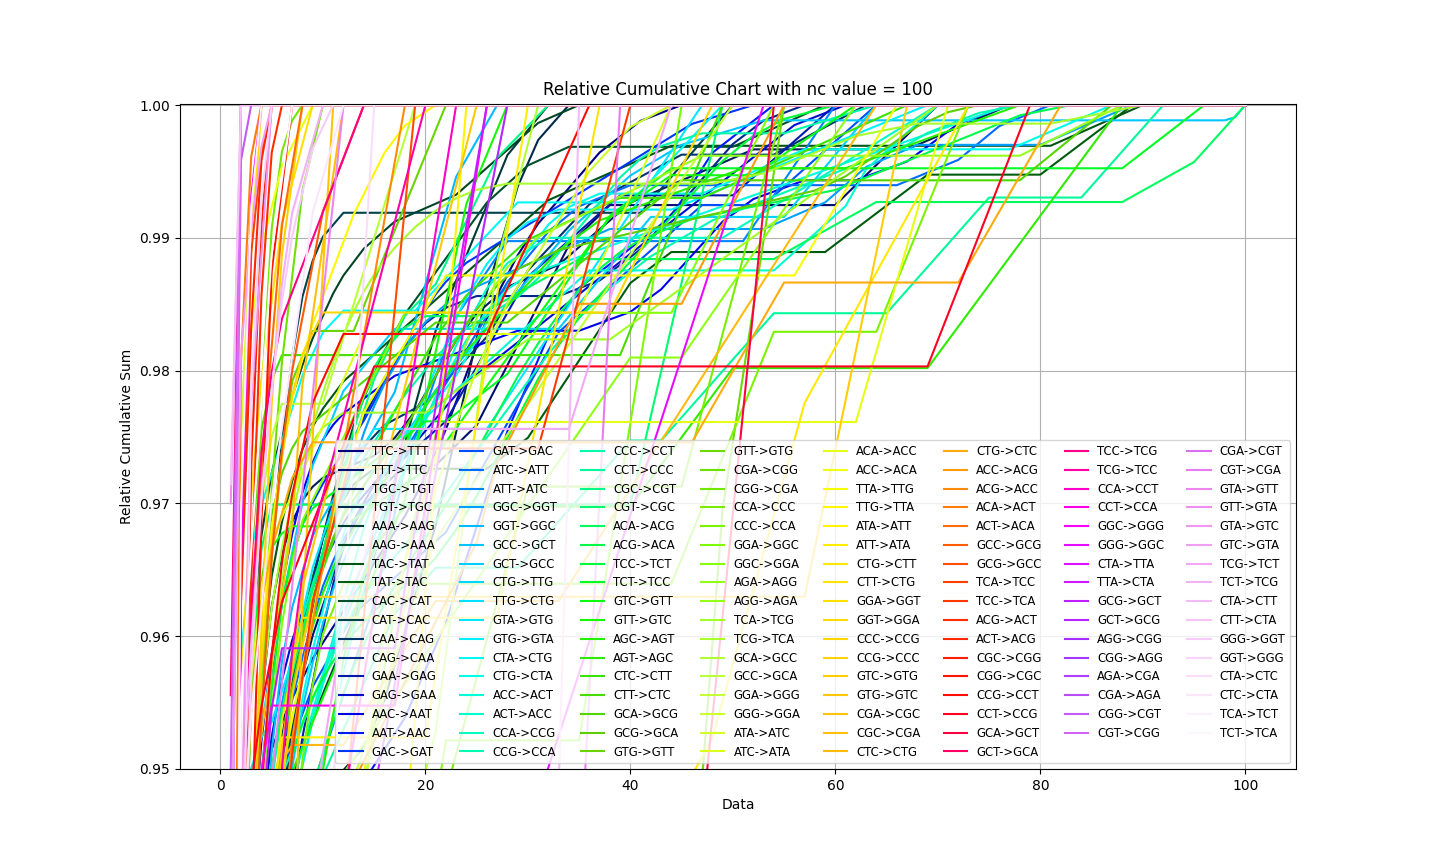 Relative Cumulative Chart with nc value = 100
1.00
0.99
0.98
0.97
0.96
0.95
Relative Cumulative Sum
TTC->TTT GAT->GAC CCC->CCT GTT->GTG ACA->ACC CTG->CTC TCC->TCG CGA->CGT
TTT->TTC ATC->ATT CCT->CCC CGA->CGG ACC->ACA ACC->ACG TCG->TCC CGT->CGA
TGC->TGT ATT->ATC CGC->CGT CGG->CGA TTA->TTG ACG->ACC CCA->CCT GTA->GTT
TGT->TGC GGC->GGT CGT->CGC CCA->CCC TTG->TTA ACA->ACT CCT->CCA GTT->GTA
AAA->AAG GGT->GGC ACA->ACG CCC->CCA ATA->ATT ACT->ACA GGC->GGG GTA->GTC
AAG->AAA GCC->GCT ACG->ACA GGA->GGC ATT->ATA GCC->GCG GGG->GGC GTC->GTA
TAC->TAT GCT->GCC TCC->TCT GGC->GGA CTG->CTT GCG->GCC CTA->TTA TCG->TCT
TAT->TAC CTG->TTG TCT->TCC AGA->AGG CTT->CTG TCA->TCC TTA->CTA TCT->TCG
CAC->CAT TTG->CTG GTC->GTT AGG->AGA GGA->GGT TCC->TCA GCG->GCT CTA->CTT
CAT->CAC GTA->GTG GTT->GTC TCA->TCG GGT->GGA ACG->ACT GCT->GCG CTT->CTA
CAA->CAG GTG->GTA AGC->AGT TCG->TCA CCC->CCG ACT->ACG AGG->CGG GGG->GGT
CAG->CAA CTA->CTG AGT->AGC GCA->GCC CCG->CCC CGC->CGG CGG->AGG GGT->GGG
GAA->GAG CTG->CTA CTC->CTT GCC->GCA GTC->GTG CGG->CGC AGA->CGA CTA->CTC
GAG->GAA ACC->ACT CTT->CTC GGA->GGG GTG->GTC CCG->CCT CGA->AGA CTC->CTA
AAC->AAT ACT->ACC GCA->GCG GGG->GGA CGA->CGC CCT->CCG CGG->CGT TCA->TCT
AAT->AAC CCA->CCG GCG->GCA ATA->ATC CGC->CGA GCA->GCT CGT->CGG TCT->TCA
GAC->GAT CCG->CCA GTG->GTT ATC->ATA CTC->CTG GCT->GCA
0 20 40 60 80 100
Data